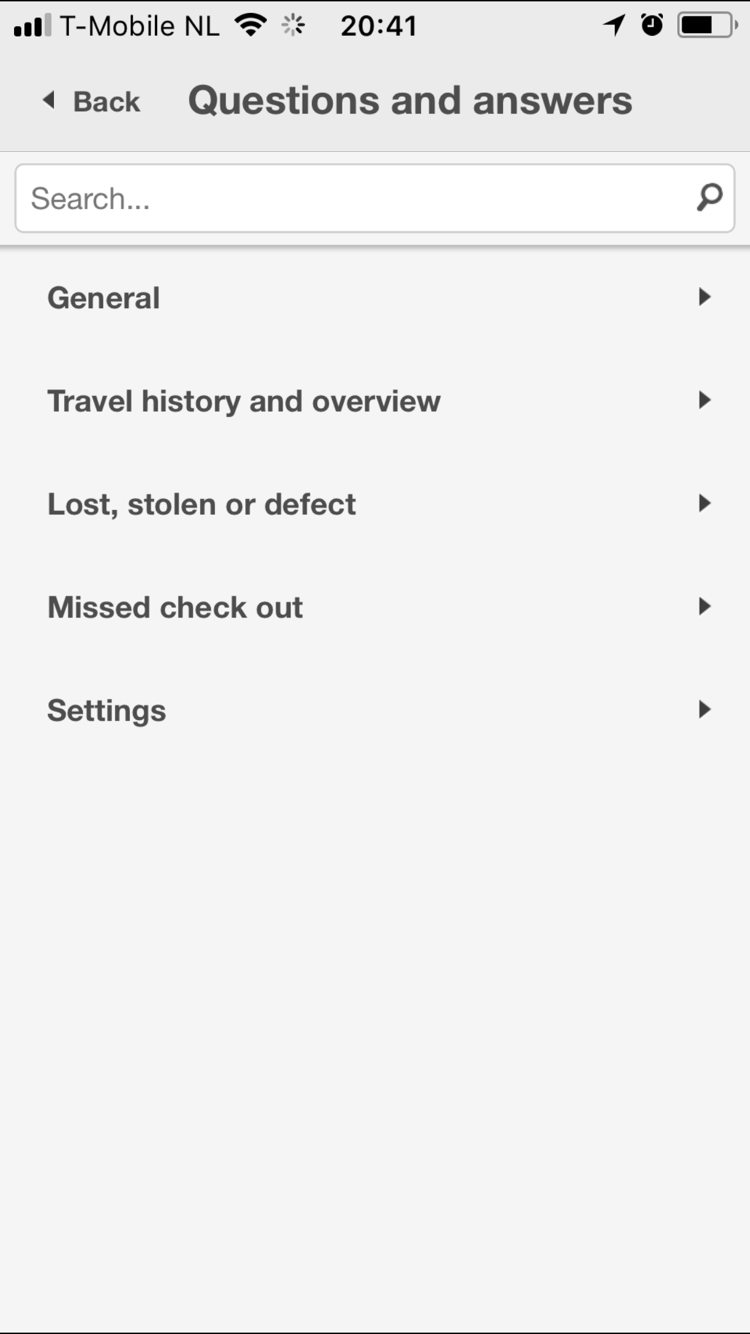 T-Mobile NL 20:41
Back Questions and answers
Search...
General
Travel history and overview
Lost, stolen or defect
Missed check out
Settings